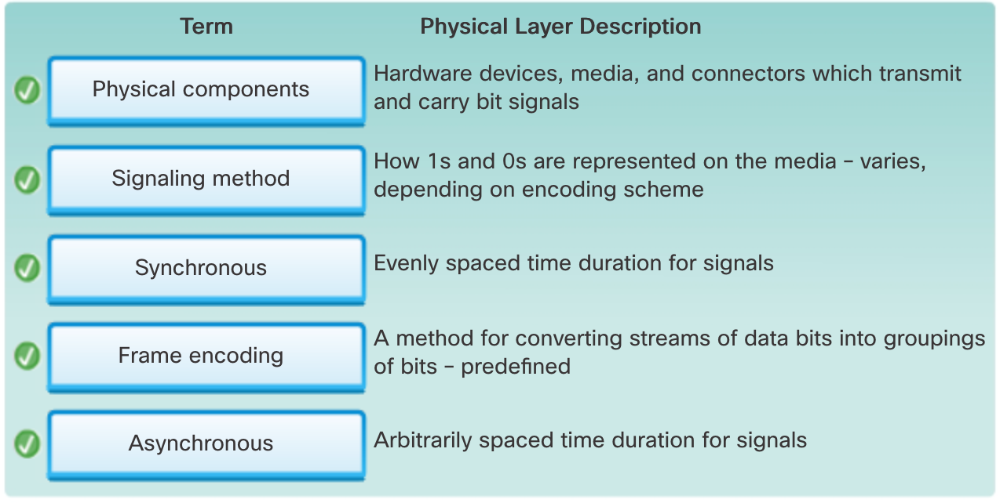 Term
Physical Layer Description
Physical components
Hardware devices, media, and connectors which transmit
and carry bit signals
Signaling method
How 1s and 0s are represented on the media – varies,
depending on encoding scheme
Synchronous
Evenly spaced time duration for signals
Frame encoding
A method for converting streams of data bits into groupings
of bits – predefined
Asynchronous
Arbitrarily spaced time duration for signals